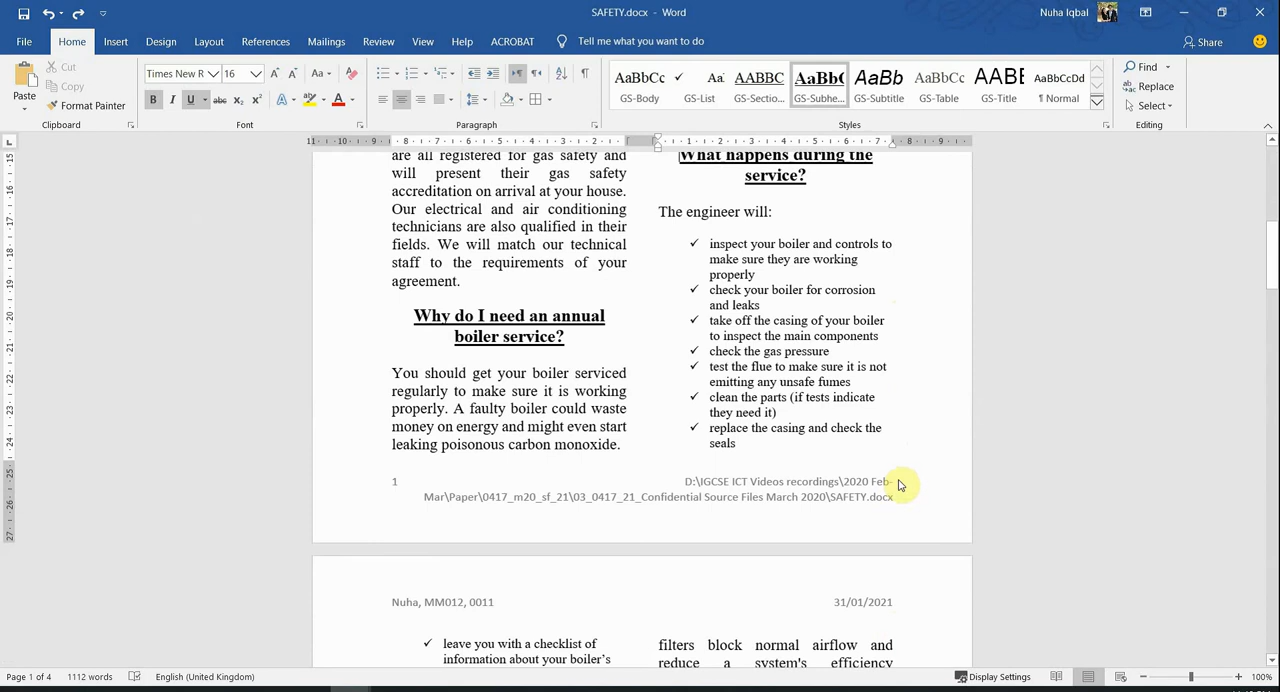 SAFETY.docx - Word
Nuha Iqbal
File Home Insert Design Layout References Mailings Review View Help ACROBAT Tell me what you want to do
Share
Paste
Cut
Copy
Format Painter
Clipboard
Times New R 16
Aa
B I U abc X₂ X²
Font
Paragraph
AaBbCc Aa: AABBC AaBb( AaBb AaBbCc AABE AaBbCcDd
GS-Body GS-List GS-Sectio... GS-Subhe... GS-Subtitle GS-Table GS-Title ¶ Normal
Styles
Find
Replace
Select
Editing
are all registered for gas safety and
will present their gas safety
accreditation on arrival at your house.
Our electrical and air conditioning
technicians are also qualified in their
fields. We will match our technical
staff to the requirements of your
agreement.
Why do I need an annual
boiler service?
You should get your boiler serviced
regularly to make sure it is working
properly. A faulty boiler could waste
money on energy and might even start
leaking poisonous carbon monoxide.
What happens during the
service?
The engineer will:
✓ inspect your boiler and controls to
make sure they are working
properly
✓ check your boiler for corrosion
and leaks
✓ take off the casing of your boiler
to inspect the main components
✓ check the gas pressure
✓ test the flue to make sure it is not
emitting any unsafe fumes
✓ clean the parts (if tests indicate
they need it)
✓ replace the casing and check the
seals
1
D:\IGCSE ICT Videos recordings\2020 Feb-
Mar\Paper\0417_m20_sf_21\03_0417_21_Confidential Source Files March 2020\SAFETY.docx
Nuha, MM012, 0011
31/01/2021
✓ leave you with a checklist of
information about your boiler's
filters block normal airflow and
reduce a system's efficiency
Page 1 of 4 1112 words English (United Kingdom)
Display Settings
100%